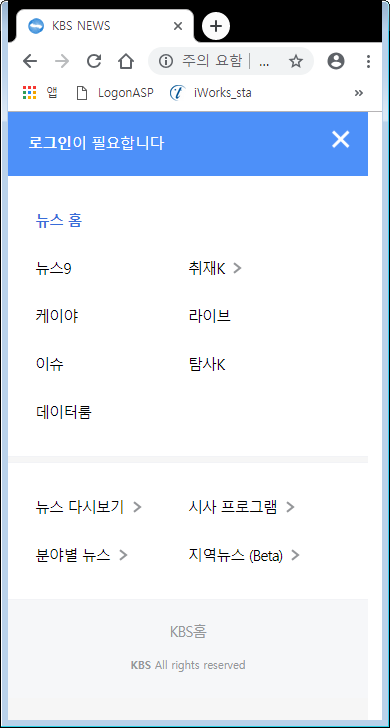 KBS NEWS
주의 요함 | ...
앱 LogonASP iWorks_sta »
로그인이 필요합니다
뉴스 홈
뉴스9 취재K >
케이야 라이브
이슈 탐사K
데이터룸
뉴스 다시보기 > 시사 프로그램 >
분야별 뉴스 > 지역뉴스 (Beta) >
KBS홈
KBS All rights reserved